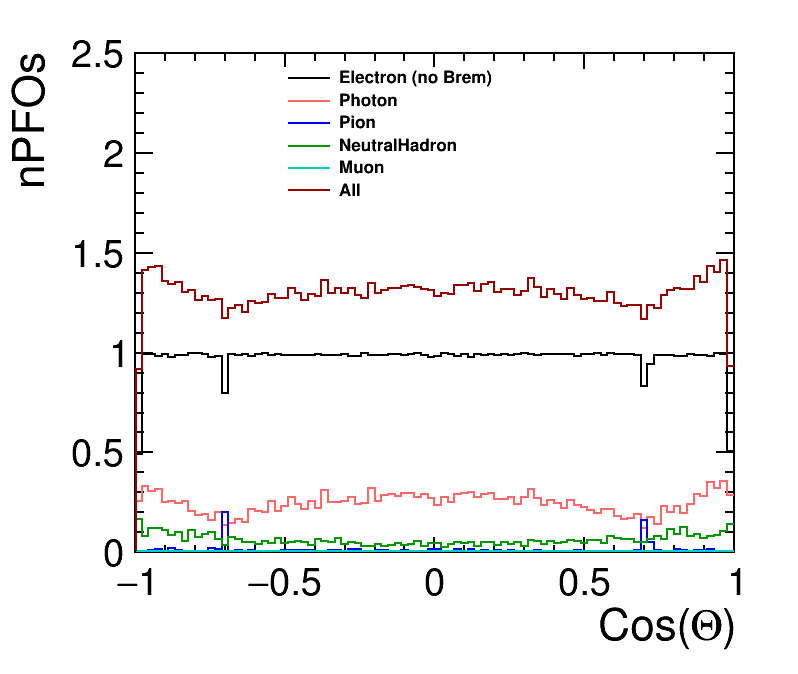 nPFOs
2.5
2
1.5
1
0.5
0
Electron (no Brem)
Photon
Pion
NeutralHadron
Muon
All
−1
−0.5
0
0.5
1
Cos(Θ)